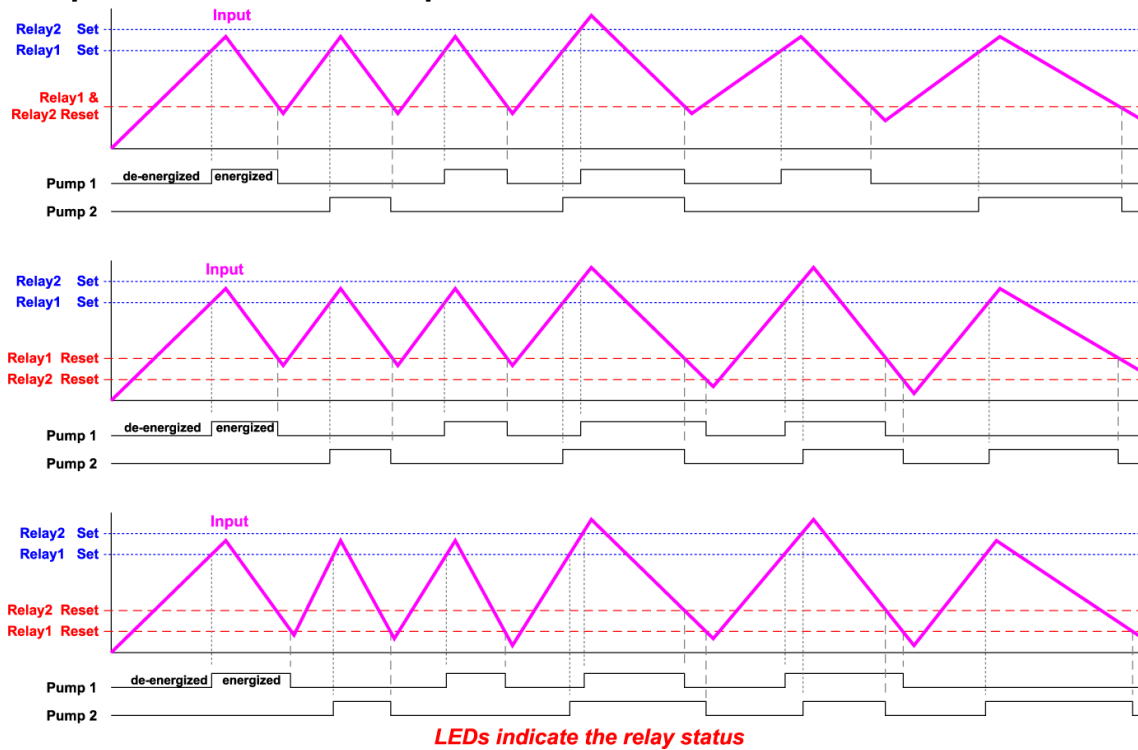 Input
Relay2 Set
Relay1 Set
Relay1 &
Relay2 Reset
de-energized energized
Pump 1
Pump 2
Input
Relay2 Set
Relay1 Set
Relay1 Reset
Relay2 Reset
de-energized energized
Pump 1
Pump 2
Input
Relay2 Set
Relay1 Set
Relay2 Reset
Relay1 Reset
de-energized energized
Pump 1
Pump 2
LEDs indicate the relay status